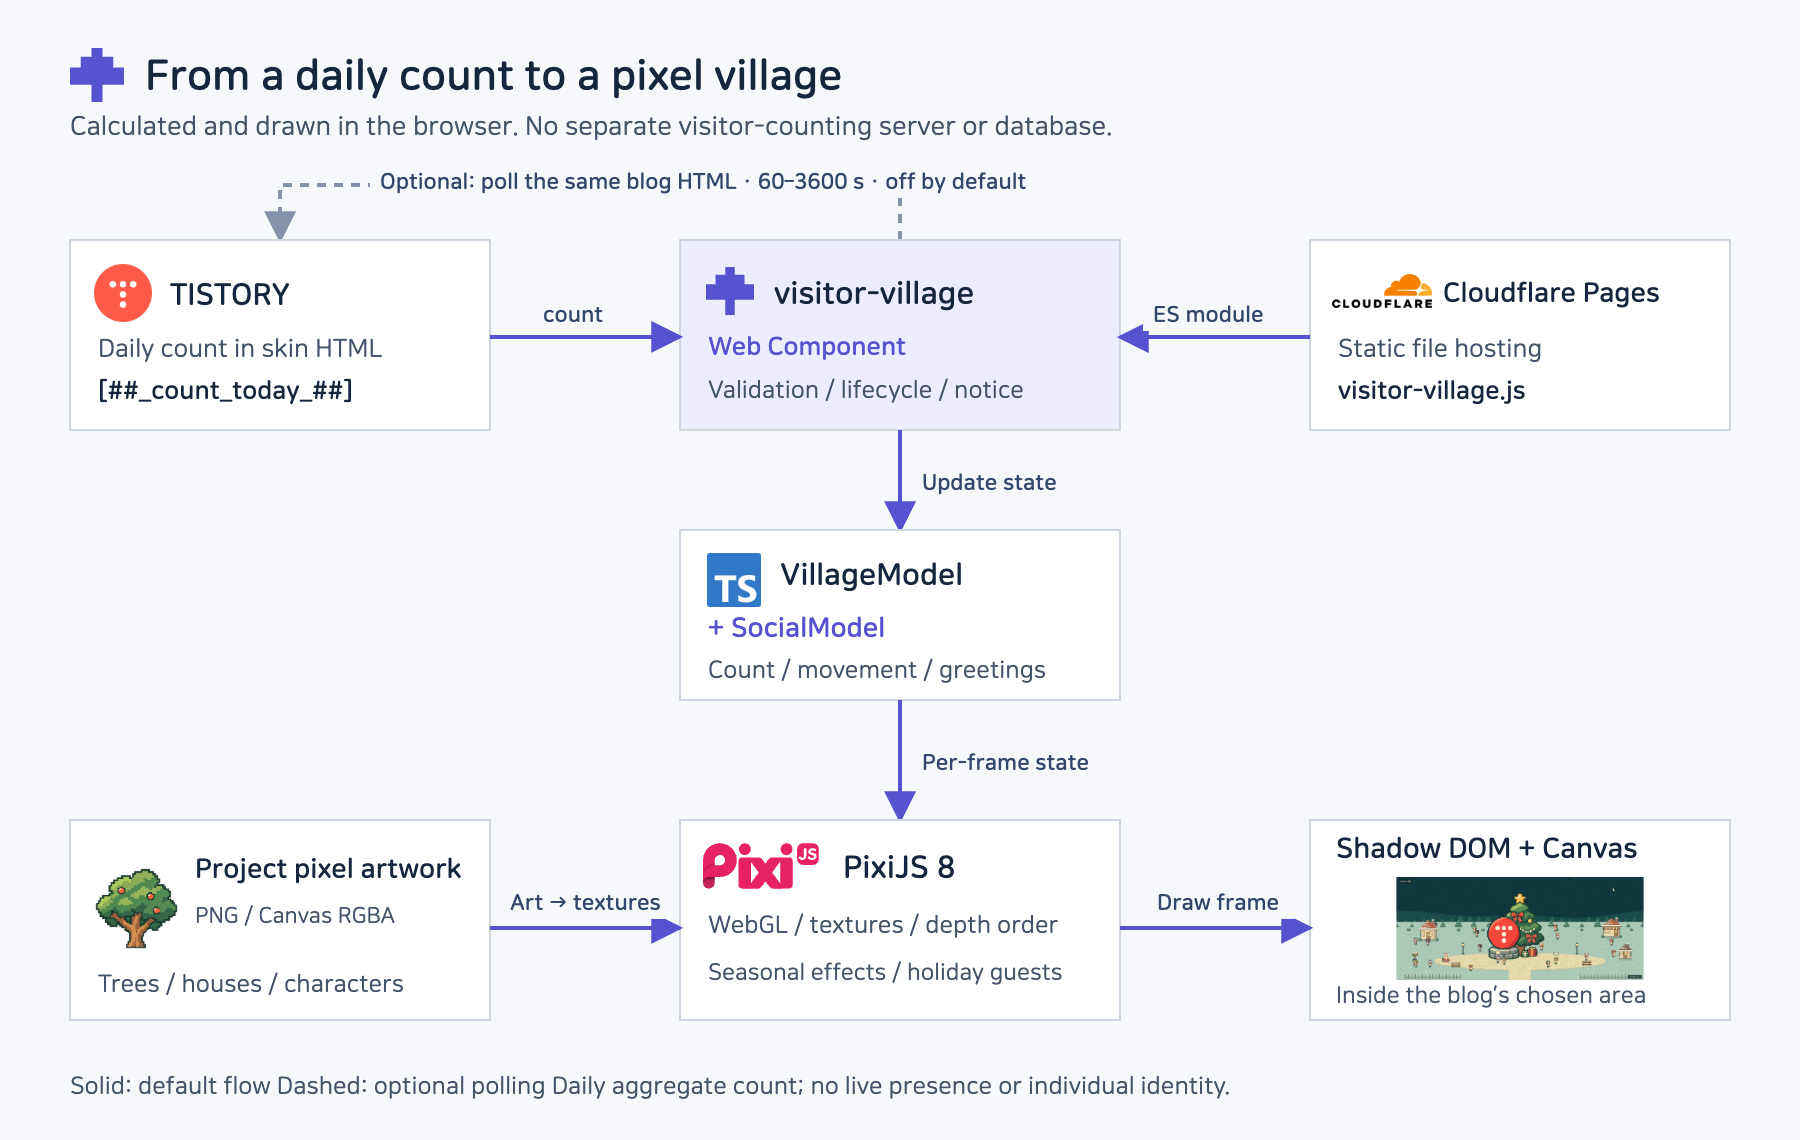 From a daily count to a pixel village
Calculated and drawn in the browser. No separate visitor-counting server or database.
Optional: poll the same blog HTML · 60–3600 s · off by default
TISTORY
Daily count in skin HTML
[##_count_today_##]
count
visitor-village
Web Component
Validation / lifecycle / notice
ES module
CLOUDFLARE
Cloudflare Pages
Static file hosting
visitor-village.js
Update state
TS
VillageModel
+ SocialModel
Count / movement / greetings
Per-frame state
Project pixel artwork
PNG / Canvas RGBA
Trees / houses / characters
Art → textures
Pixi JS
PixiJS 8
WebGL / textures / depth order
Seasonal effects / holiday guests
Draw frame
Shadow DOM + Canvas
Inside the blog's chosen area
Solid: default flow Dashed: optional polling Daily aggregate count; no live presence or individual identity.